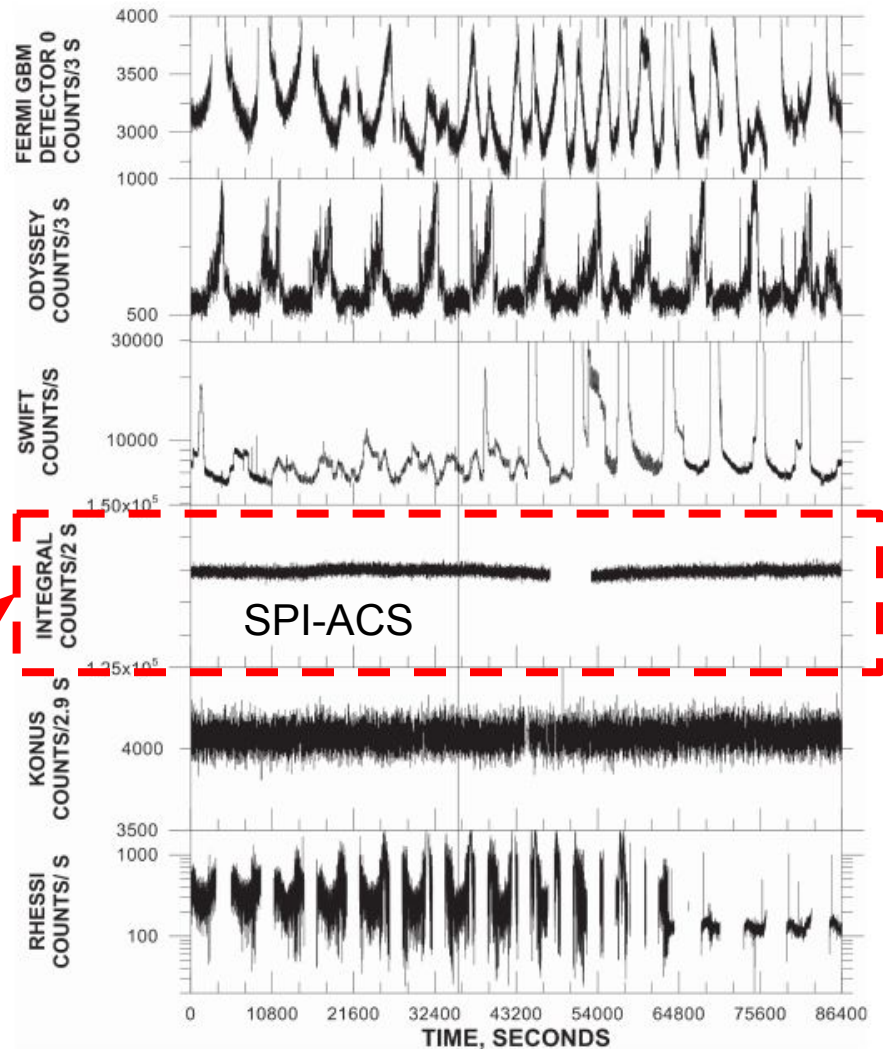 FERMI GBM
DETECTOR 0
COUNTS/3 S
4000
3500
3000
1000
ODYSSEY
COUNTS/3 S
500
30000
SWIFT
COUNTS/S
10000
1.50x10⁵
INTEGRAL
COUNTS/2 S
SPI-ACS
1.25x10⁵
KONUS
COUNTS/2.9 S
4000
3500
RHESSI
COUNTS/ S
1000
100
0 10800 21600 32400 43200 54000 64800 75600 86400
TIME, SECONDS